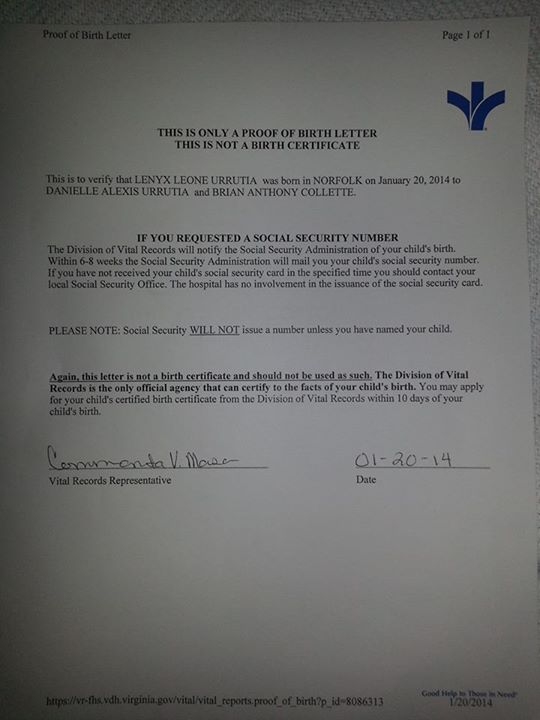 Proof of Birth Letter Page 1 of 1
THIS IS ONLY A PROOF OF BIRTH LETTER
THIS IS NOT A BIRTH CERTIFICATE
This is to verify that LENYX LEONE URRUTIA was born in NORFOLK on January 20, 2014 to
DANIELLE ALEXIS URRUTIA and BRIAN ANTHONY COLLETTE.
IF YOU REQUESTED A SOCIAL SECURITY NUMBER
The Division of Vital Records will notify the Social Security Administration of your child's birth.
Within 6-8 weeks the Social Security Administration will mail you your child's social security number.
If you have not received your child's social security card in the specified time you should contact your
local Social Security Office. The hospital has no involvement in the issuance of the social security card.
PLEASE NOTE: Social Security WILL NOT issue a number unless you have named your child.
Again, this letter is not a birth certificate and should not be used as such. The Division of Vital
Records is the only official agency that can certify to the facts of your child's birth. You may apply
for your child's certified birth certificate from the Division of Vital Records within 10 days of your
child's birth.
V. 01-20-14
Vital Records Representative Date
Good Help to Those in Need®
https://vr-fhs.vdh.virginia.gov/vital/vital_reports.proof_of_birth?p_id=8086313 1/20/2014